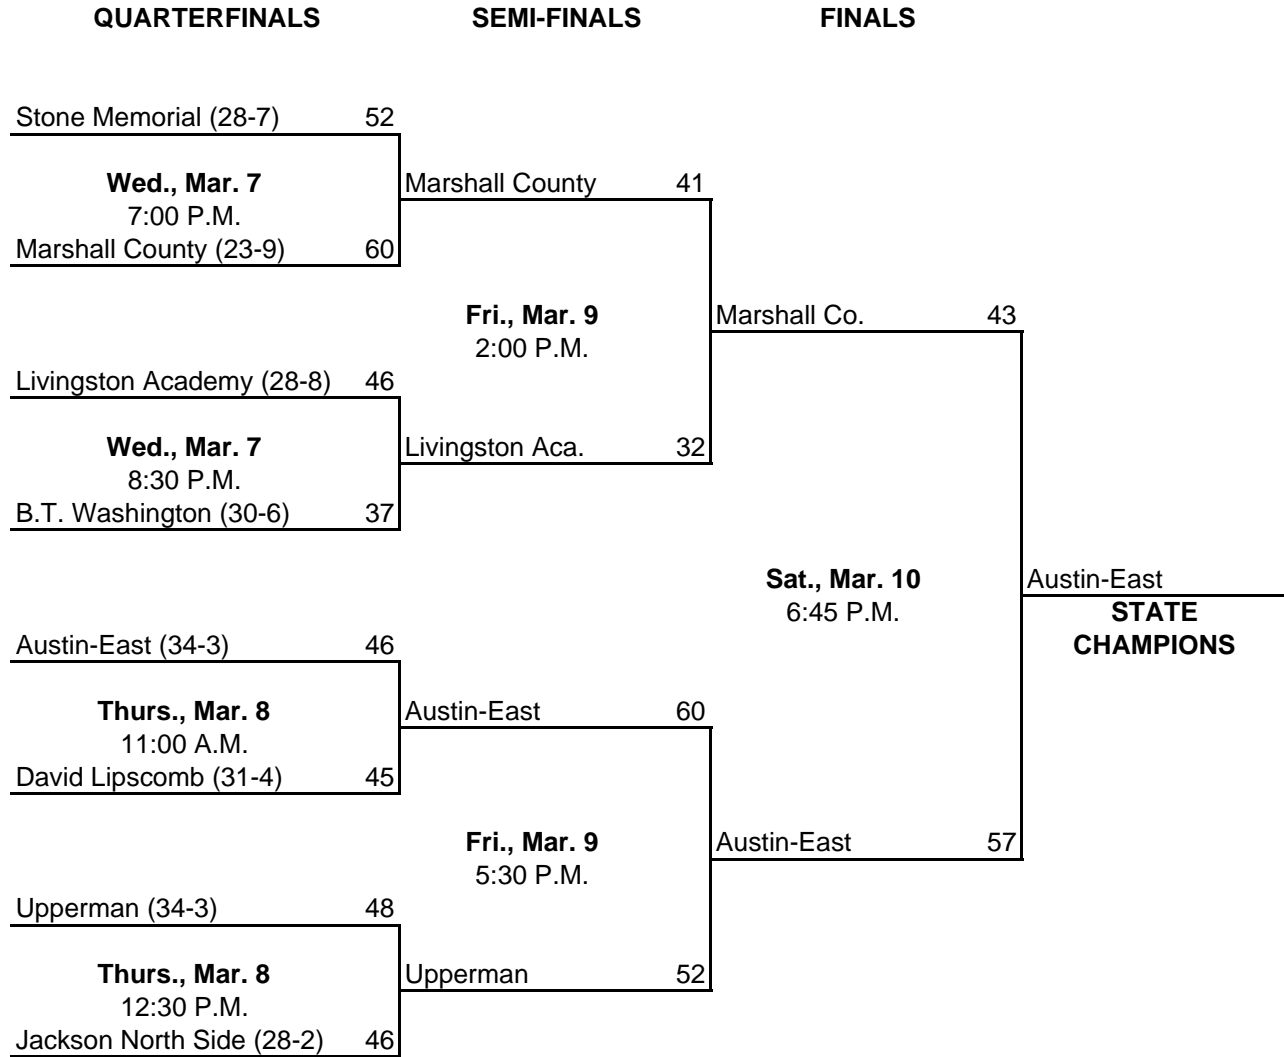 QUARTERFINALS SEMI-FINALS FINALS
Stone Memorial (28-7) 52
Wed., Mar. 7 Marshall County 41
7:00 P.M.
Marshall County (23-9) 60
Fri., Mar. 9 Marshall Co. 43
2:00 P.M.
Livingston Academy (28-8) 46
Wed., Mar. 7 Livingston Aca. 32
8:30 P.M.
B.T. Washington (30-6) 37
Sat., Mar. 10 Austin-East
6:45 P.M. STATE
Austin-East (34-3) 46 CHAMPIONS
Thurs., Mar. 8 Austin-East 60
11:00 A.M.
David Lipscomb (31-4) 45
Fri., Mar. 9 Austin-East 57
5:30 P.M.
Upperman (34-3) 48
Thurs., Mar. 8 Upperman 52
12:30 P.M.
Jackson North Side (28-2) 46